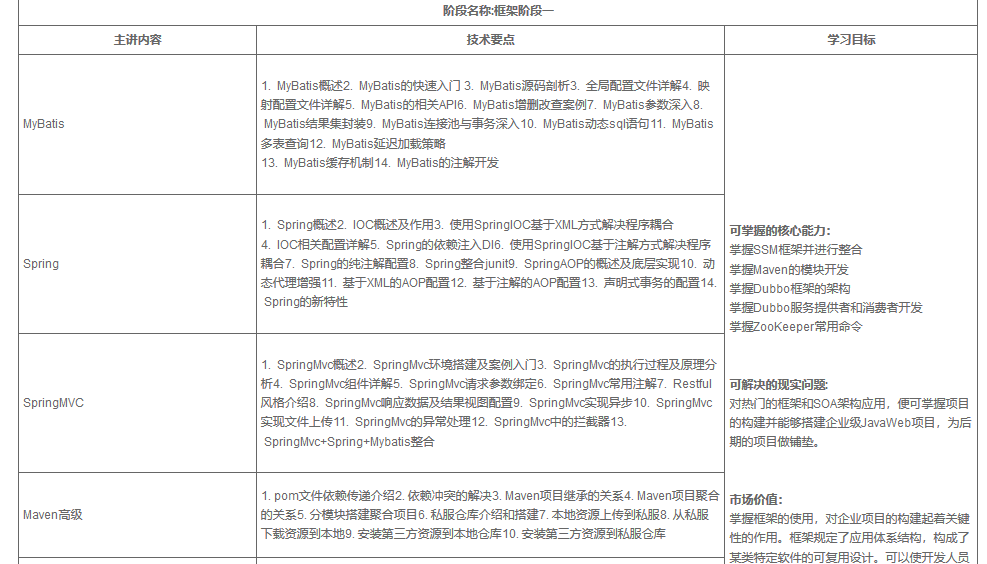 阶段名称:框架阶段一
主讲内容
技术要点
学习目标
MyBatis
1. MyBatis概述2. MyBatis的快速入门 3. MyBatis源码剖析3. 全局配置文件详解4. 映
射配置文件详解5. MyBatis的相关API6. MyBatis增删改查案例7. MyBatis参数深入8.
MyBatis结果集封装9. MyBatis连接池与事务深入10. MyBatis动态sql语句11. MyBatis
多表查询12. MyBatis延迟加载策略
13. MyBatis缓存机制14. MyBatis的注解开发
Spring
1. Spring概述2. IOC概述及作用3. 使用SpringIOC基于XML方式解决程序耦合
4. IOC相关配置详解5. Spring的依赖注入DI6. 使用SpringIOC基于注解方式解决程序
耦合7. Spring的纯注解配置8. Spring整合junit9. SpringAOP的概述及底层实现10. 动
态代理增强11. 基于XML的AOP配置12. 基于注解的AOP配置13. 声明式事务的配置14.
Spring的新特性
SpringMVC
1. SpringMvc概述2. SpringMvc环境搭建及案例入门3. SpringMvc的执行过程及原理分
析4. SpringMvc组件详解5. SpringMvc请求参数绑定6. SpringMvc常用注解7. Restful
风格介绍8. SpringMvc响应数据及结果视图配置9. SpringMvc实现异步10. SpringMvc
实现文件上传11. SpringMvc的异常处理12. SpringMvc中的拦截器13.
SpringMvc+Spring+Mybatis整合
Maven高级
1. pom文件依赖传递介绍2. 依赖冲突的解决3. Maven项目继承的关系4. Maven项目聚合
的关系5. 分模块搭建聚合项目6. 私服仓库介绍和搭建7. 本地资源上传到私服8. 从私服
下载资源到本地9. 安装第三方资源到本地仓库10. 安装第三方资源到私服仓库
可掌握的核心能力:
掌握SSM框架并进行整合
掌握Maven的模块开发
掌握Dubbo框架的架构
掌握Dubbo服务提供者和消费者开发
掌握ZooKeeper常用命令
可解决的现实问题:
对热门的框架和SOA架构应用，便可掌握项目
的构建并能够搭建企业级JavaWeb项目，为后
期的项目做铺垫。
市场价值:
掌握框架的使用，对企业项目的构建起着关键
性的作用。框架规定了应用体系结构，构成了
某类特定软件的可复用设计。可以使开发人员